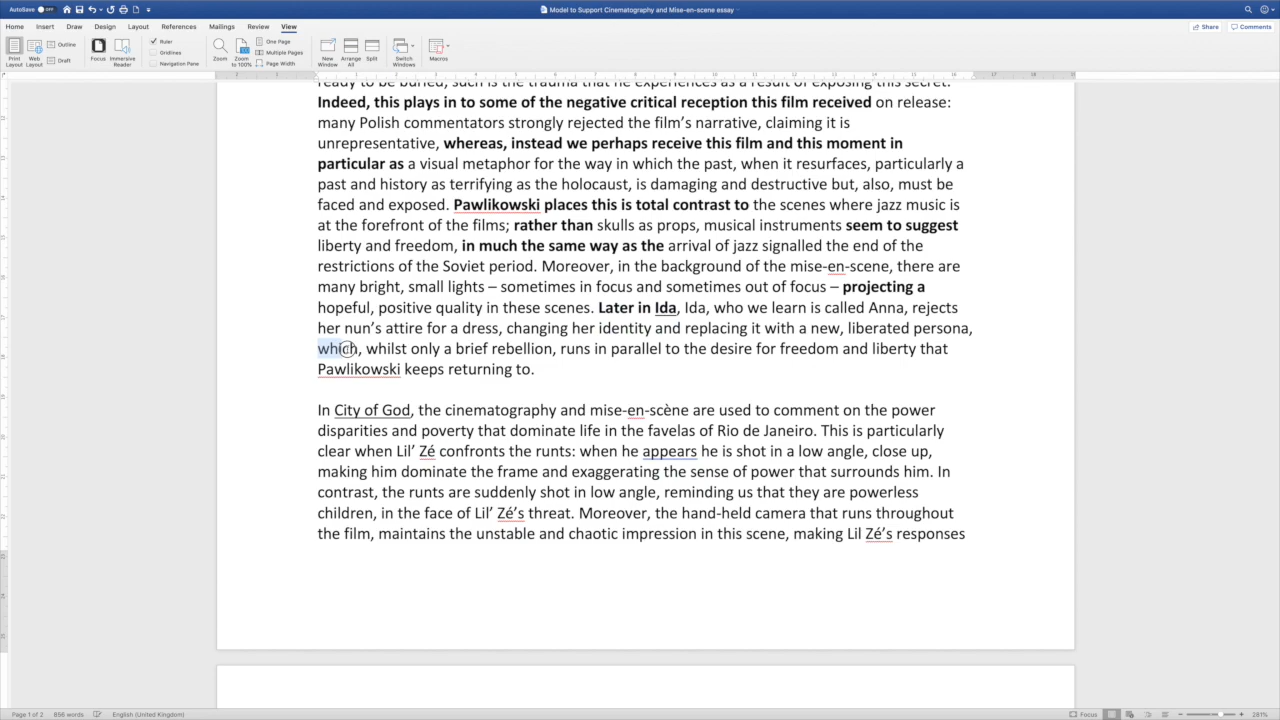 AutoSave OFF
Model to Support Cinematography and Mise-en-scene essay
Home Insert Draw Design Layout References Mailings Review View
Share Comments
Print Layout Web Layout Outline Draft Focus Immersive Reader Ruler Gridlines Navigation Pane Zoom Zoom to 100% One Page Multiple Pages Page Width New Window Arrange All Split Switch Windows Macros
ready to be buried, such is the trauma that he experiences as a result of exposing this secret.
Indeed, this plays in to some of the negative critical reception this film received on release:
many Polish commentators strongly rejected the film's narrative, claiming it is
unrepresentative, whereas, instead we perhaps receive this film and this moment in
particular as a visual metaphor for the way in which the past, when it resurfaces, particularly a
past and history as terrifying as the holocaust, is damaging and destructive but, also, must be
faced and exposed. Pawlikowski places this is total contrast to the scenes where jazz music is
at the forefront of the films; rather than skulls as props, musical instruments seem to suggest
liberty and freedom, in much the same way as the arrival of jazz signalled the end of the
restrictions of the Soviet period. Moreover, in the background of the mise-en-scene, there are
many bright, small lights – sometimes in focus and sometimes out of focus – projecting a
hopeful, positive quality in these scenes. Later in Ida, Ida, who we learn is called Anna, rejects
her nun's attire for a dress, changing her identity and replacing it with a new, liberated persona,
which, whilst only a brief rebellion, runs in parallel to the desire for freedom and liberty that
Pawlikowski keeps returning to.
In City of God, the cinematography and mise-en-scène are used to comment on the power
disparities and poverty that dominate life in the favelas of Rio de Janeiro. This is particularly
clear when Lil' Zé confronts the runts: when he appears he is shot in a low angle, close up,
making him dominate the frame and exaggerating the sense of power that surrounds him. In
contrast, the runts are suddenly shot in low angle, reminding us that they are powerless
children, in the face of Lil' Zé's threat. Moreover, the hand-held camera that runs throughout
the film, maintains the unstable and chaotic impression in this scene, making Lil Zé's responses
Page 1 of 2 856 words English (United Kingdom) Focus 281%